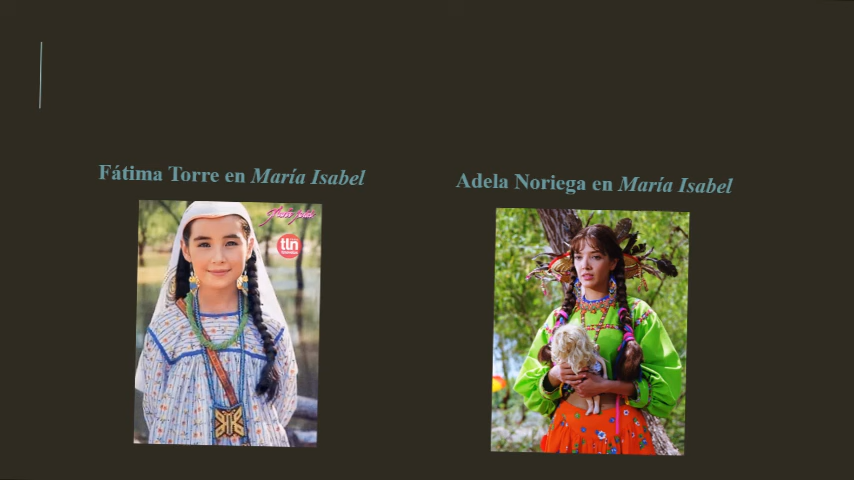 Fátima Torre en María Isabel
Adela Noriega en María Isabel
tln